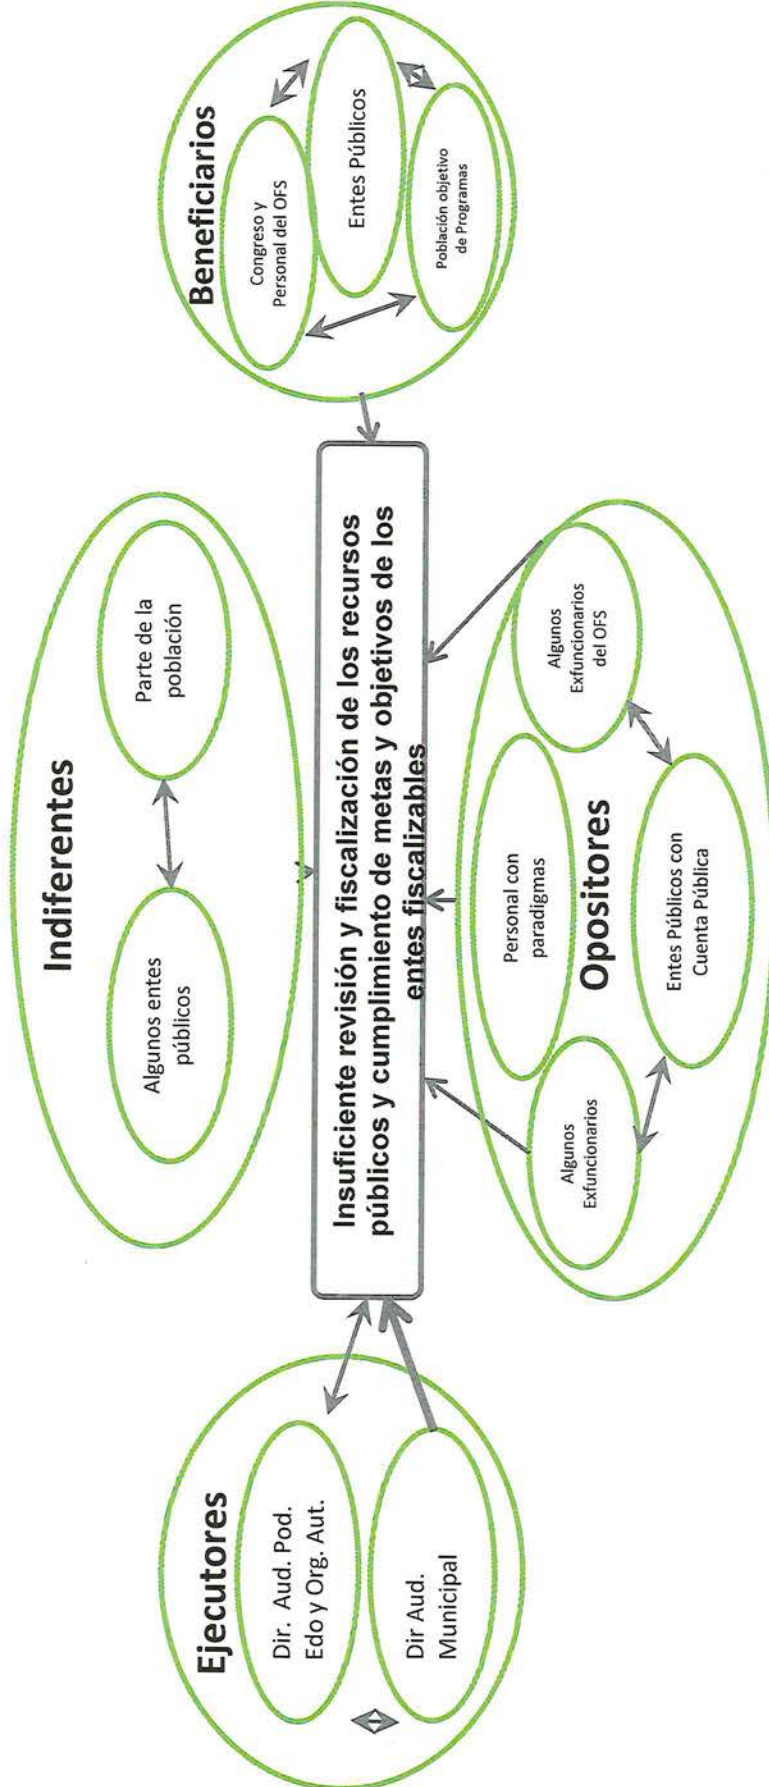 Indiferentes
Algunos entes
públicos
Parte de la
población
Ejecutores
Dir. Aud. Pod.
Edo y Org. Aut.
Dir Aud.
Municipal
Insuficiente revisión y fiscalización de los recursos
públicos y cumplimiento de metas y objetivos de los
entes fiscalizables
Beneficiarios
Congreso y
Personal del OFS
Entes Públicos
Población objetivo
de Programas
Personal con
paradigmas
Algunos
Exfuncionarios
Algunos
Exfuncionarios
del OFS
Opositores
Entes Públicos con
Cuenta Pública